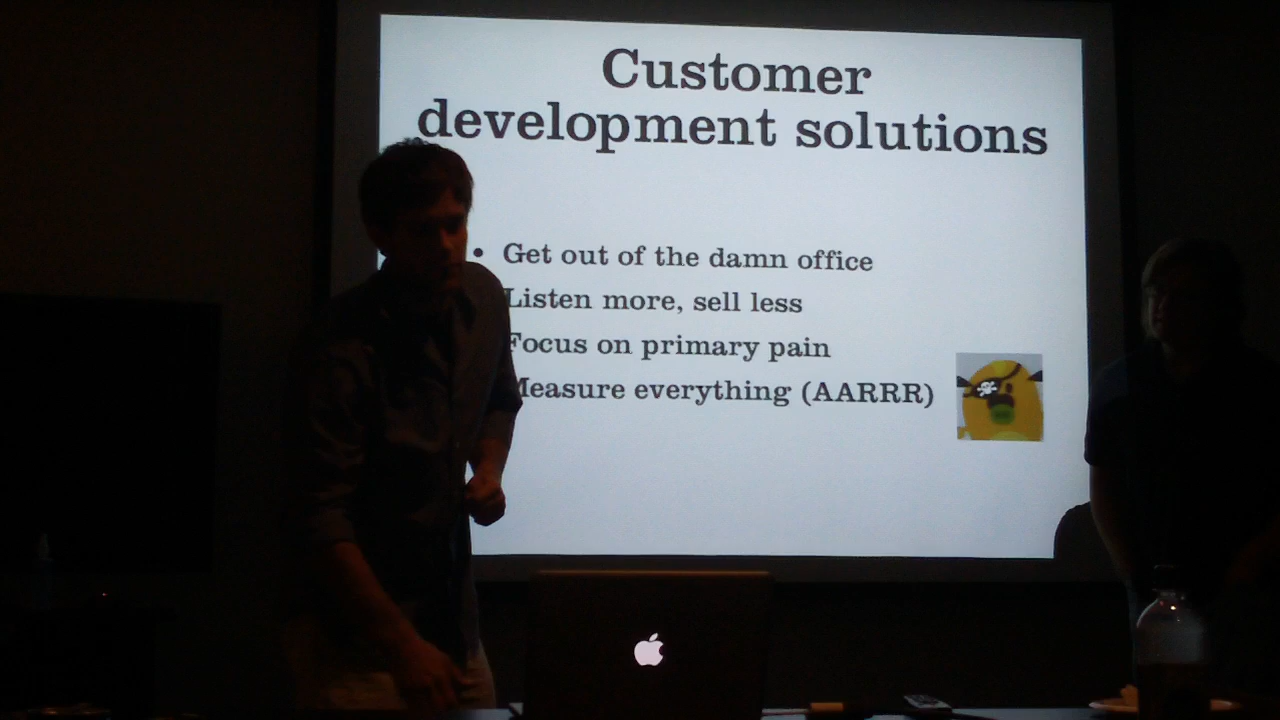 Customer
development solutions
• Get out of the damn office
Listen more, sell less
Focus on primary pain
Measure everything (AARRR)